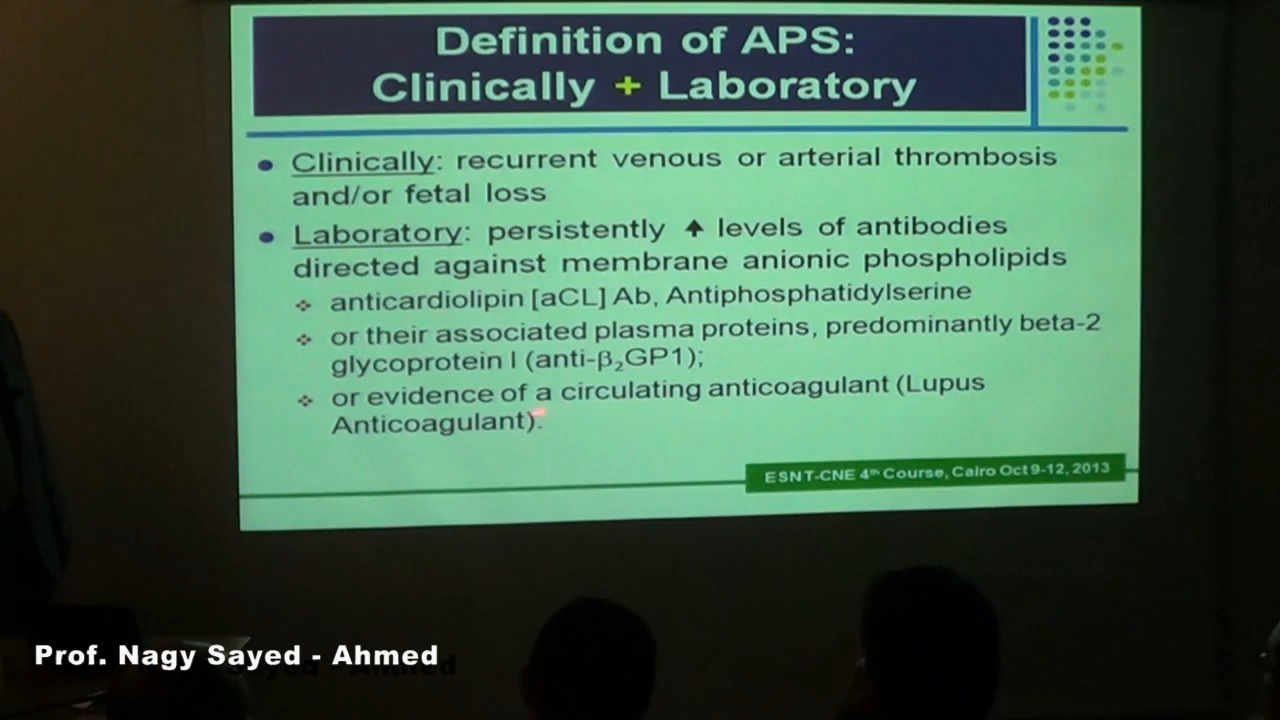 Definition of APS:
Clinically + Laboratory
• Clinically: recurrent venous or arterial thrombosis
and/or fetal loss
• Laboratory: persistently ↑ levels of antibodies
directed against membrane anionic phospholipids
❖ anticardiolipin [aCL] Ab, Antiphosphatidylserine
❖ or their associated plasma proteins, predominantly beta-2
glycoprotein I (anti-β₂GP1);
❖ or evidence of a circulating anticoagulant (Lupus
Anticoagulant).
ESNT-CNE 4th Course, Cairo Oct 9-12, 2013
Prof. Nagy Sayed - Ahmed